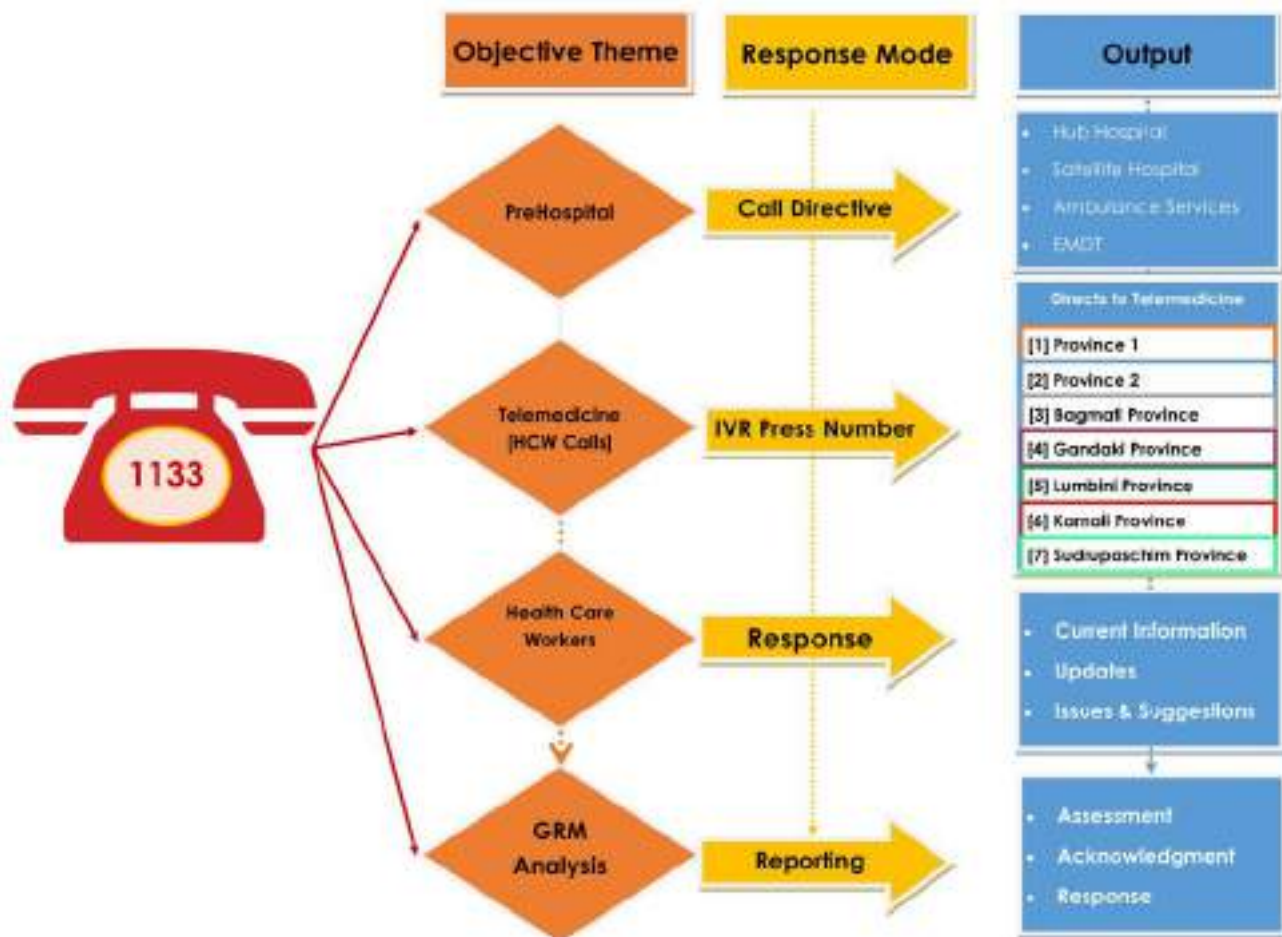 Objective Theme
Response Mode
Output
PreHospital
Call Directive
• Hub Hospital
• Satellite Hospital
• Ambulance Services
• EMDT
1133
Telemedicine
[HCW Calls]
IVR Press Number
Directs to Telemedicine
[1] Province 1
[2] Province 2
[3] Bagmati Province
[4] Gandaki Province
[5] Lumbini Province
[6] Karnali Province
[7] Sudrupaschim Province
Health Care
Workers
Response
• Current Information
• Updates
• Issues & Suggestions
GRM
Analysis
Reporting
• Assessment
• Acknowledgment
• Response